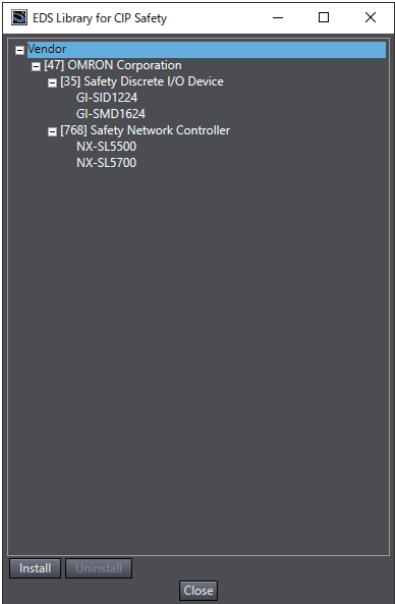 EDS Library for CIP Safety
Vendor
[47] OMRON Corporation
[35] Safety Discrete I/O Device
GI-SID1224
GI-SMD1624
[768] Safety Network Controller
NX-SL5500
NX-SL5700
Install Uninstall
Close